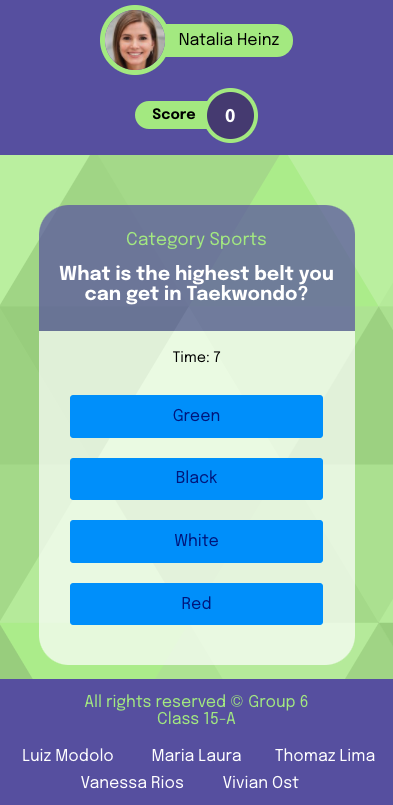 Natalia Heinz
Score 0
Category Sports
What is the highest belt you
can get in Taekwondo?
Time: 7
Green
Black
White
Red
All rights reserved © Group 6
Class 15-A
Luiz Modolo Maria Laura Thomaz Lima
Vanessa Rios Vivian Ost